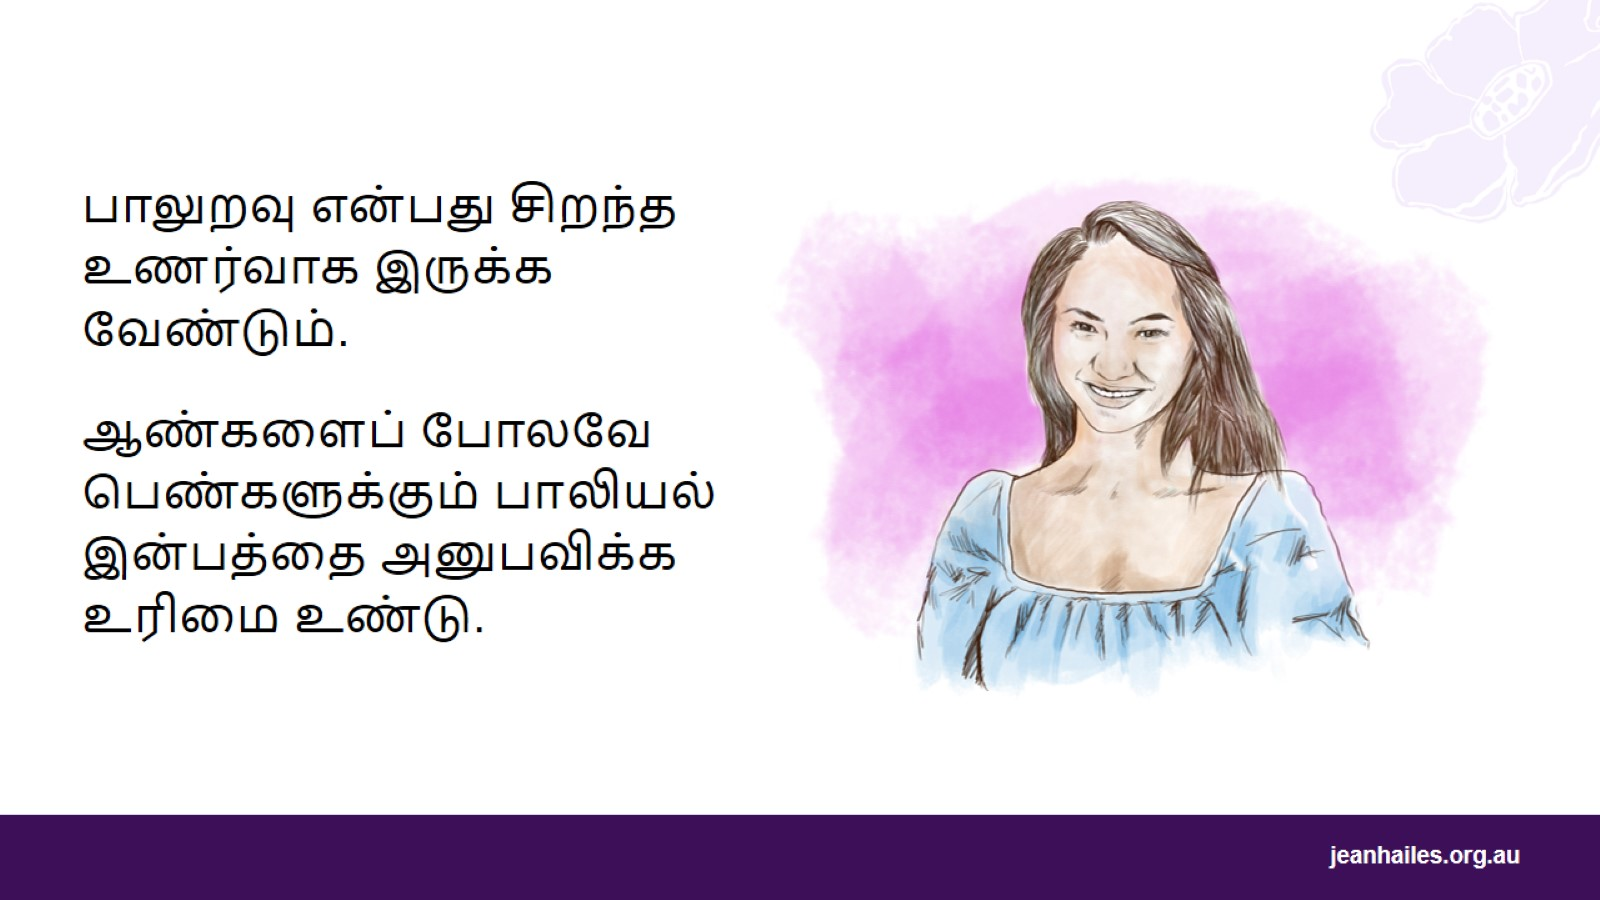 பாலுறவு என்பது சிறந்த
உணர்வாக இருக்க
வேண்டும்.
ஆண்களைப் போலவே
பெண்களுக்கும் பாலியல்
இன்பத்தை அனுபவிக்க
உரிமை உண்டு.
jeanhailes.org.au